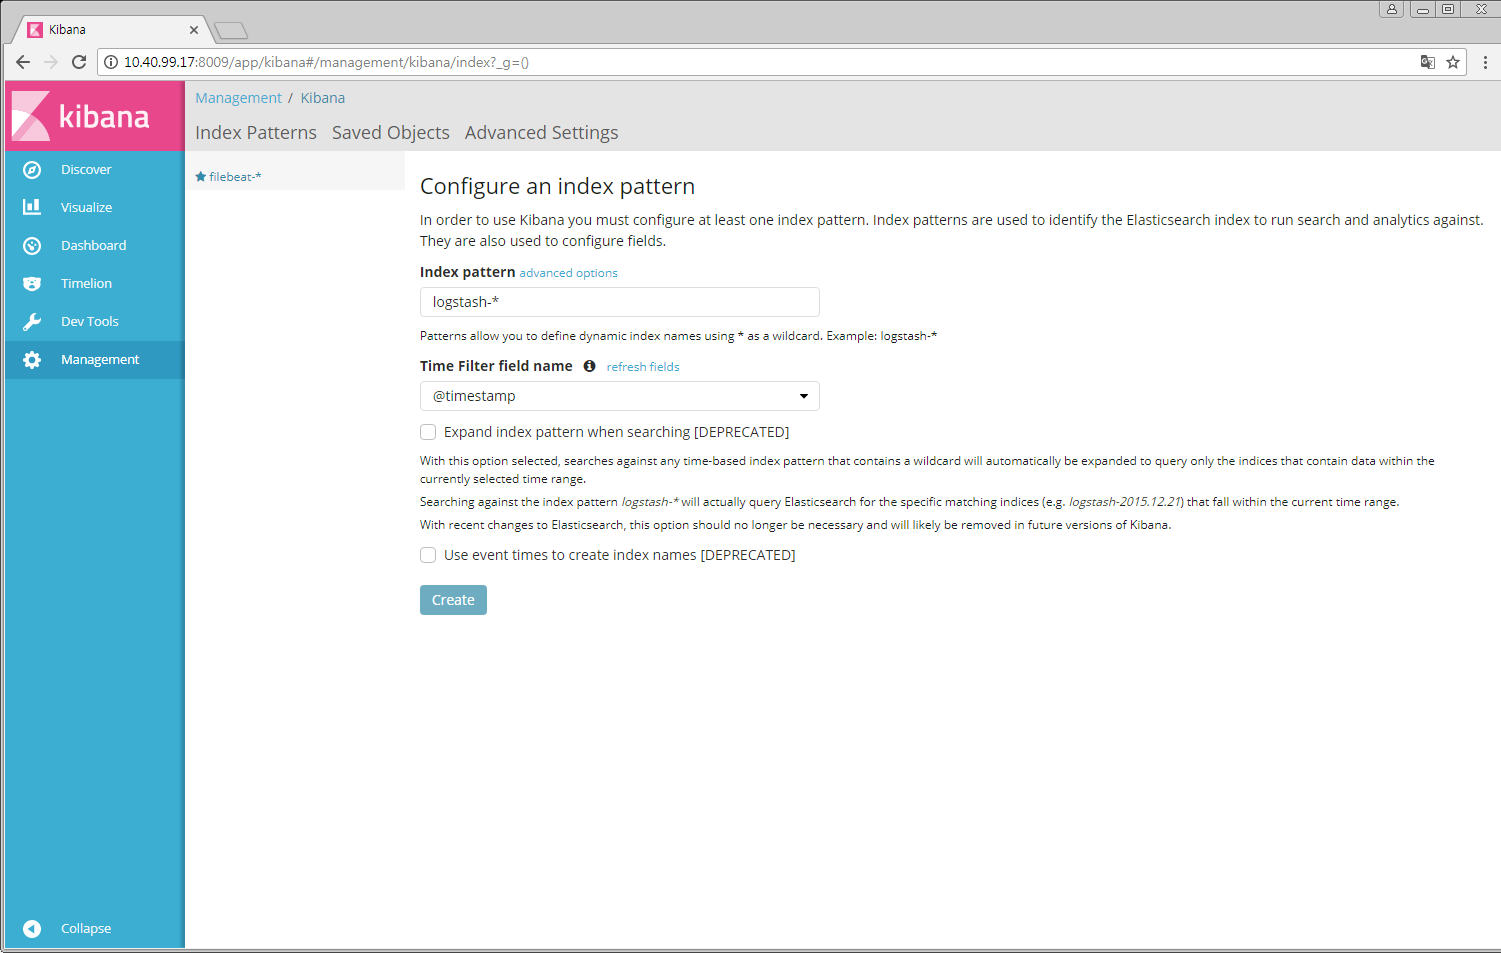 Kibana
10.40.99.17:8009/app/kibana#/management/kibana/index?_g=()
kibana
Discover
Visualize
Dashboard
Timelion
Dev Tools
Management
Collapse
Management / Kibana
Index Patterns Saved Objects Advanced Settings
filebeat-*
Configure an index pattern
In order to use Kibana you must configure at least one index pattern. Index patterns are used to identify the Elasticsearch index to run search and analytics against.
They are also used to configure fields.
Index pattern advanced options
logstash-*
Patterns allow you to define dynamic index names using * as a wildcard. Example: logstash-*
Time Filter field name refresh fields
@timestamp
Expand index pattern when searching [DEPRECATED]
With this option selected, searches against any time-based index pattern that contains a wildcard will automatically be expanded to query only the indices that contain data within the
currently selected time range.
Searching against the index pattern logstash-* will actually query Elasticsearch for the specific matching indices (e.g. logstash-2015.12.21) that fall within the current time range.
With recent changes to Elasticsearch, this option should no longer be necessary and will likely be removed in future versions of Kibana.
Use event times to create index names [DEPRECATED]
Create